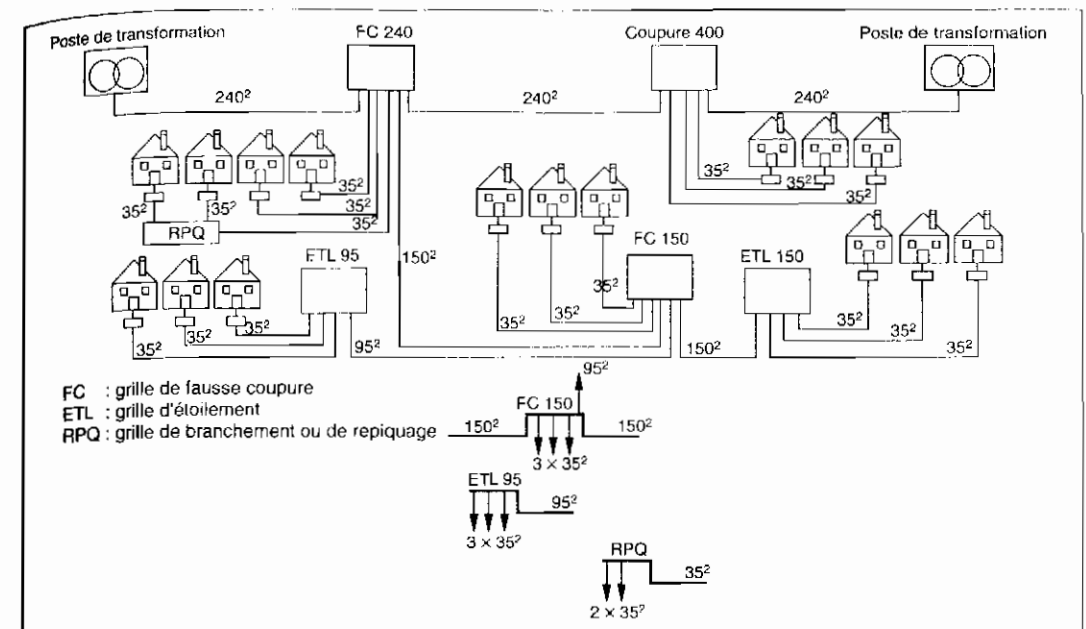 Poste de transformation FC 240 Coupure 400 Poste de transformation
240² 240² 240²
35² 35² 35² 35² 35²
35² 35² 35²
RPQ
ETL 95 150² FC 150 ETL 150
35² 35² 35² 95² 35² 35² 35² 150² 35² 35² 35²
FC : grille de fausse coupure
ETL : grille d'étoilement
RPQ : grille de branchement ou de repiquage
95²
FC 150
150² 150²
3 × 35²
ETL 95
95²
3 × 35²
RPQ
35²
2 × 35²